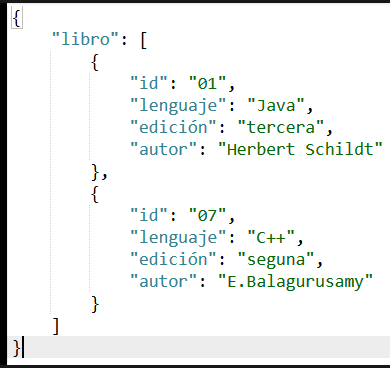 {
    "libro": [
        {
            "id": "01",
            "lenguaje": "Java",
            "edición": "tercera",
            "autor": "Herbert Schildt"
        },
        {
            "id": "07",
            "lenguaje": "C++",
            "edición": "seguna",
            "autor": "E.Balagurusamy"
        }
    ]
}